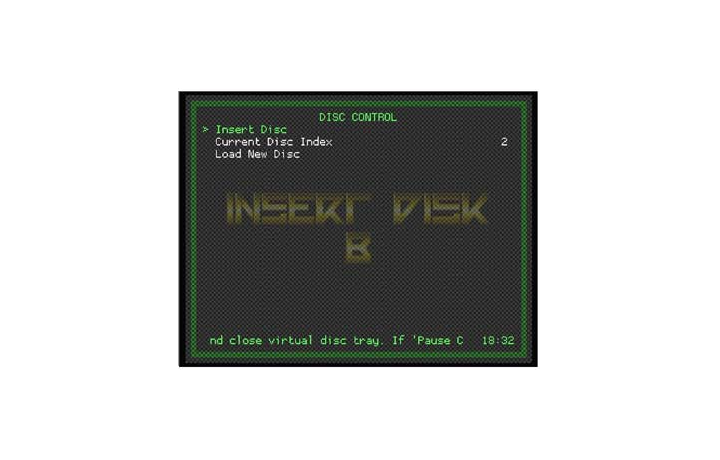 DISC CONTROL
> Insert Disc
Current Disc Index 2
Load New Disc
INSERT DISK
B
nd close virtual disc tray. If 'Pause C 18:32